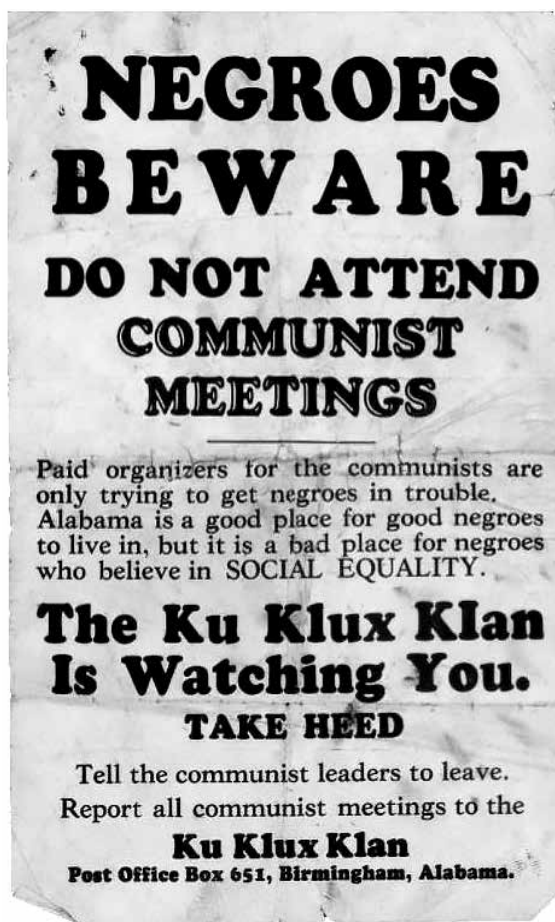 NEGROES
BEWARE
DO NOT ATTEND
COMMUNIST
MEETINGS
Paid organizers for the communists are
only trying to get negroes in trouble.
Alabama is a good place for good negroes
to live in, but it is a bad place for negroes
who believe in SOCIAL EQUALITY.
The Ku Klux Klan
Is Watching You.
TAKE HEED
Tell the communist leaders to leave.
Report all communist meetings to the
Ku Klux Klan
Post Office Box 651, Birmingham, Alabama.